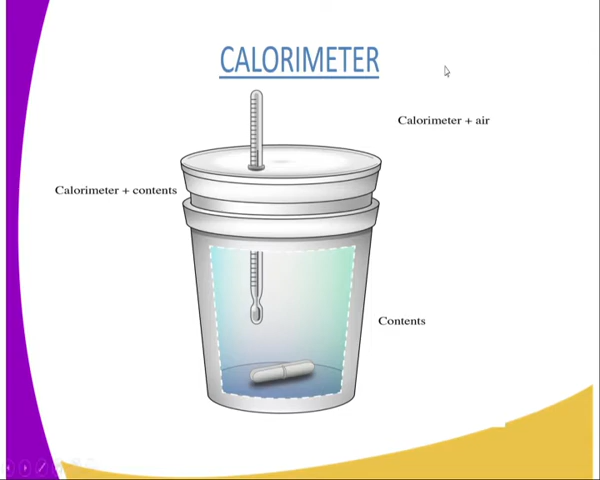 CALORIMETER
Calorimeter + air
Calorimeter + contents
Contents